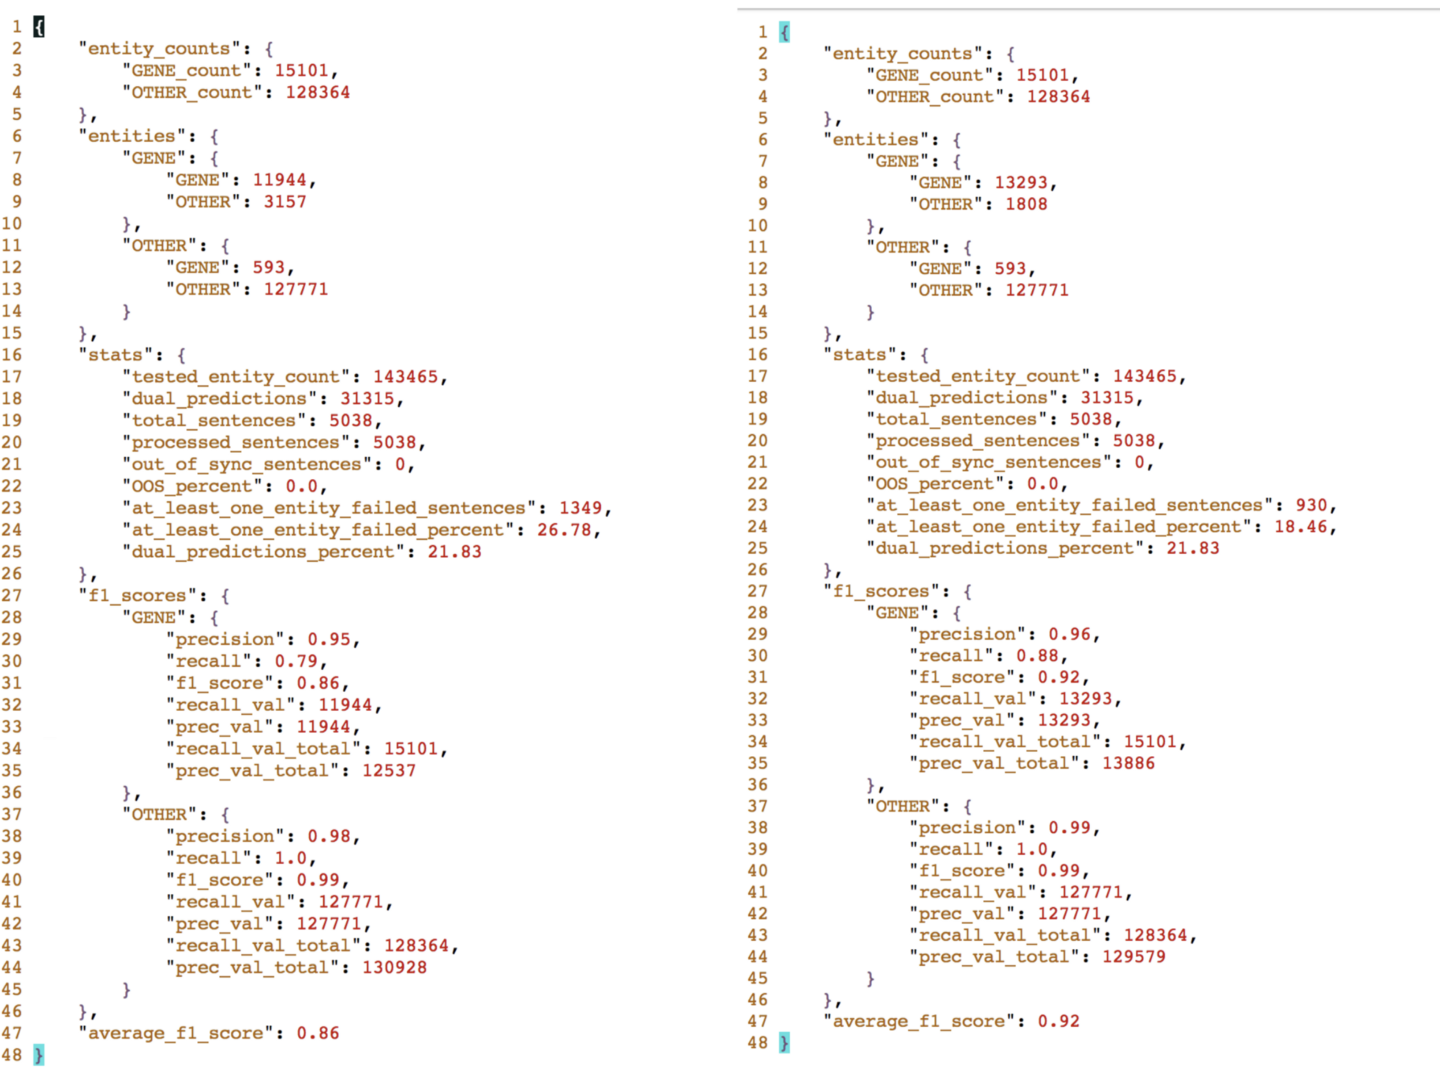 1 {
2 "entity_counts": {
3 "GENE_count": 15101,
4 "OTHER_count": 128364
5 },
6 "entities": {
7 "GENE": {
8 "GENE": 11944,
9 "OTHER": 3157
10 },
11 "OTHER": {
12 "GENE": 593,
13 "OTHER": 127771
14 }
15 },
16 "stats": {
17 "tested_entity_count": 143465,
18 "dual_predictions": 31315,
19 "total_sentences": 5038,
20 "processed_sentences": 5038,
21 "out_of_sync_sentences": 0,
22 "OOS_percent": 0.0,
23 "at_least_one_entity_failed_sentences": 1349,
24 "at_least_one_entity_failed_percent": 26.78,
25 "dual_predictions_percent": 21.83
26 },
27 "f1_scores": {
28 "GENE": {
29 "precision": 0.95,
30 "recall": 0.79,
31 "f1_score": 0.86,
32 "recall_val": 11944,
33 "prec_val": 11944,
34 "recall_val_total": 15101,
35 "prec_val_total": 12537
36 },
37 "OTHER": {
38 "precision": 0.98,
39 "recall": 1.0,
40 "f1_score": 0.99,
41 "recall_val": 127771,
42 "prec_val": 127771,
43 "recall_val_total": 128364,
44 "prec_val_total": 130928
45 }
46 },
47 "average_f1_score": 0.86
48 }
1 {
2 "entity_counts": {
3 "GENE_count": 15101,
4 "OTHER_count": 128364
5 },
6 "entities": {
7 "GENE": {
8 "GENE": 13293,
9 "OTHER": 1808
10 },
11 "OTHER": {
12 "GENE": 593,
13 "OTHER": 127771
14 }
15 },
16 "stats": {
17 "tested_entity_count": 143465,
18 "dual_predictions": 31315,
19 "total_sentences": 5038,
20 "processed_sentences": 5038,
21 "out_of_sync_sentences": 0,
22 "OOS_percent": 0.0,
23 "at_least_one_entity_failed_sentences": 930,
24 "at_least_one_entity_failed_percent": 18.46,
25 "dual_predictions_percent": 21.83
26 },
27 "f1_scores": {
28 "GENE": {
29 "precision": 0.96,
30 "recall": 0.88,
31 "f1_score": 0.92,
32 "recall_val": 13293,
33 "prec_val": 13293,
34 "recall_val_total": 15101,
35 "prec_val_total": 13886
36 },
37 "OTHER": {
38 "precision": 0.99,
39 "recall": 1.0,
40 "f1_score": 0.99,
41 "recall_val": 127771,
42 "prec_val": 127771,
43 "recall_val_total": 128364,
44 "prec_val_total": 129579
45 }
46 },
47 "average_f1_score": 0.92
48 }